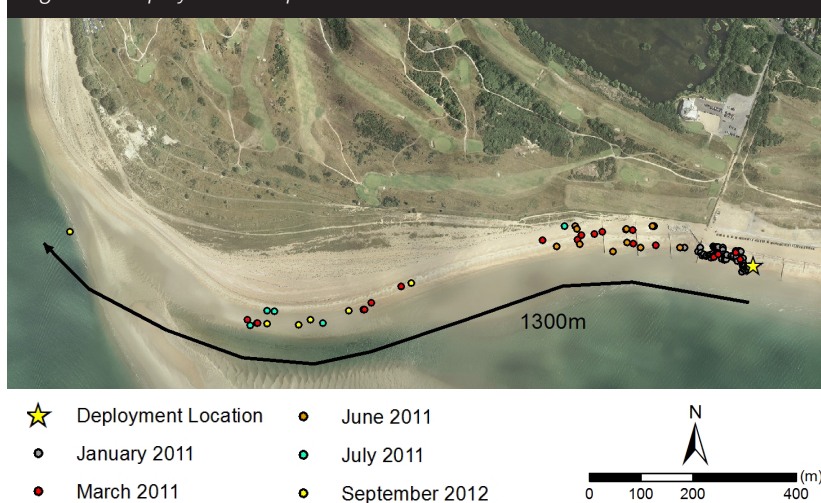 1300m
Deployment Location
January 2011
March 2011
June 2011
July 2011
September 2012
N
(m)
0 100 200 400